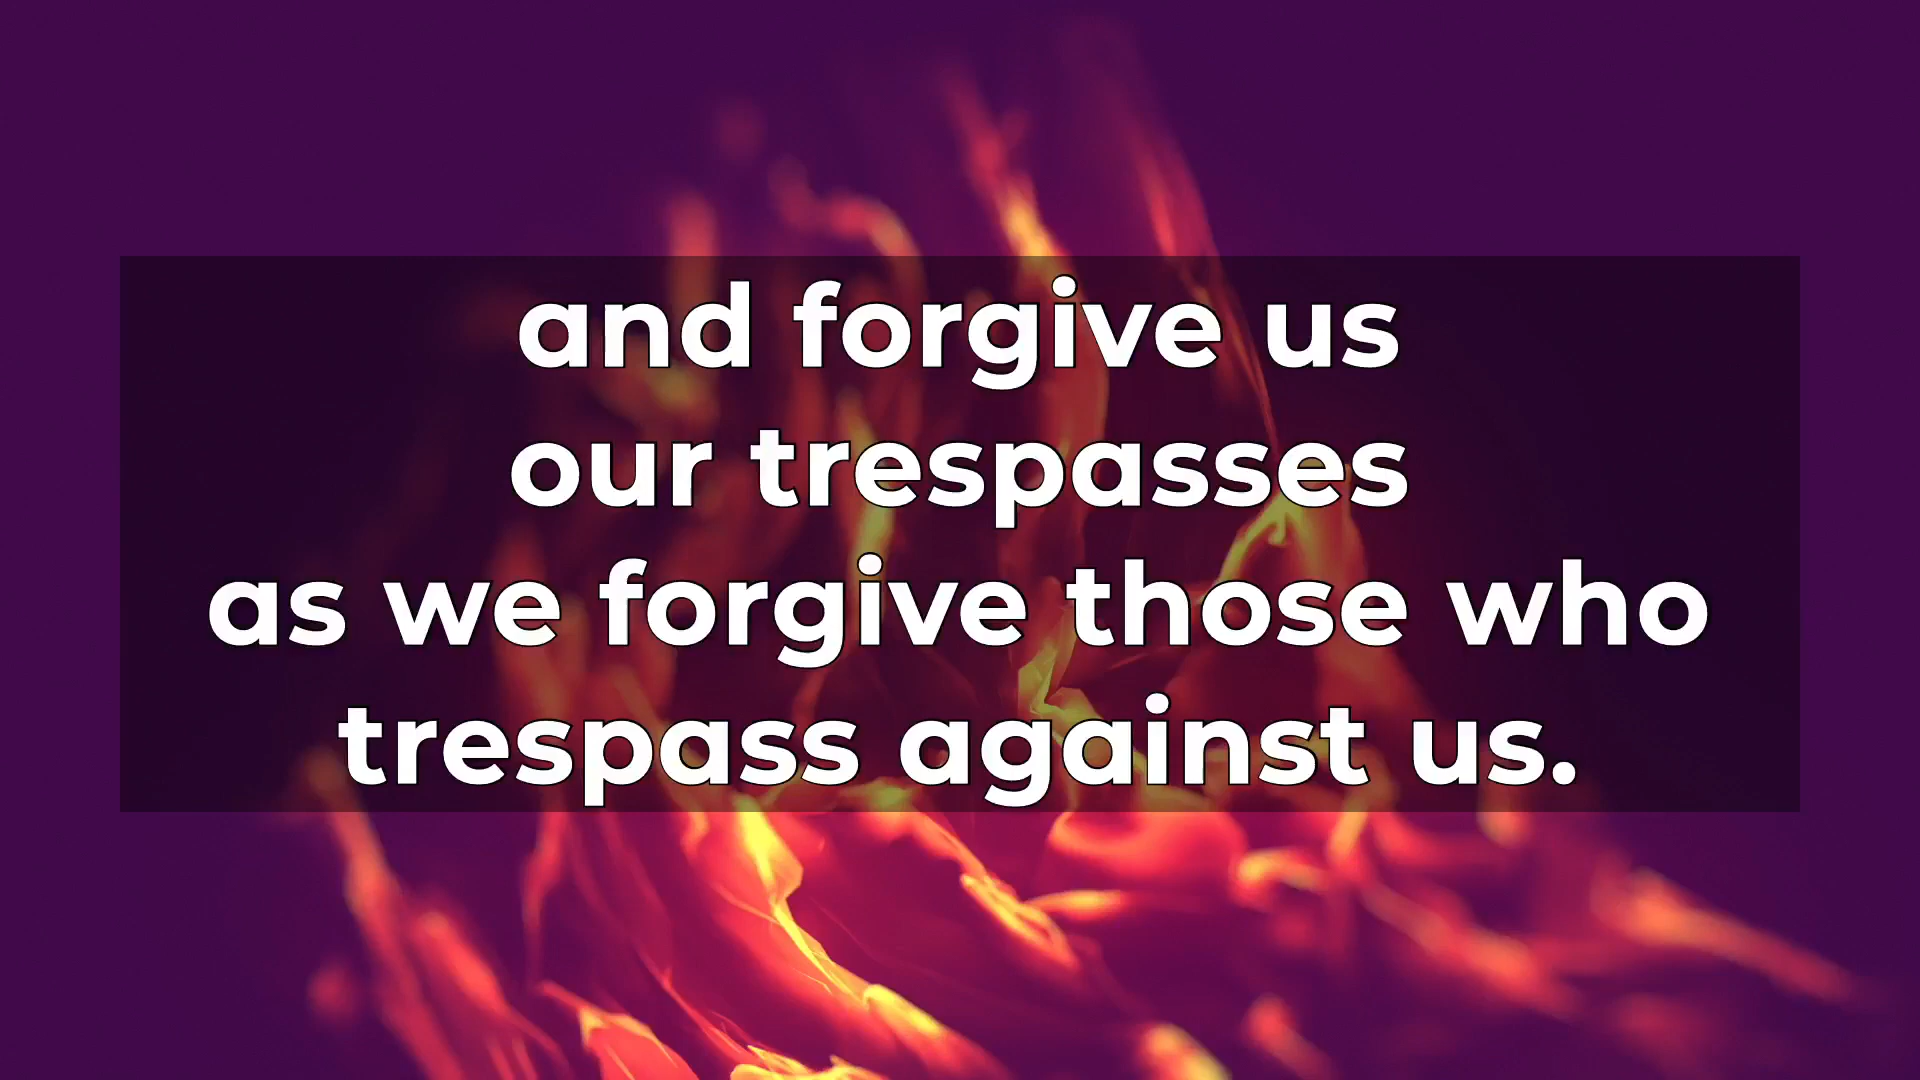 and forgive us
our trespasses
as we forgive those who
trespass against us.